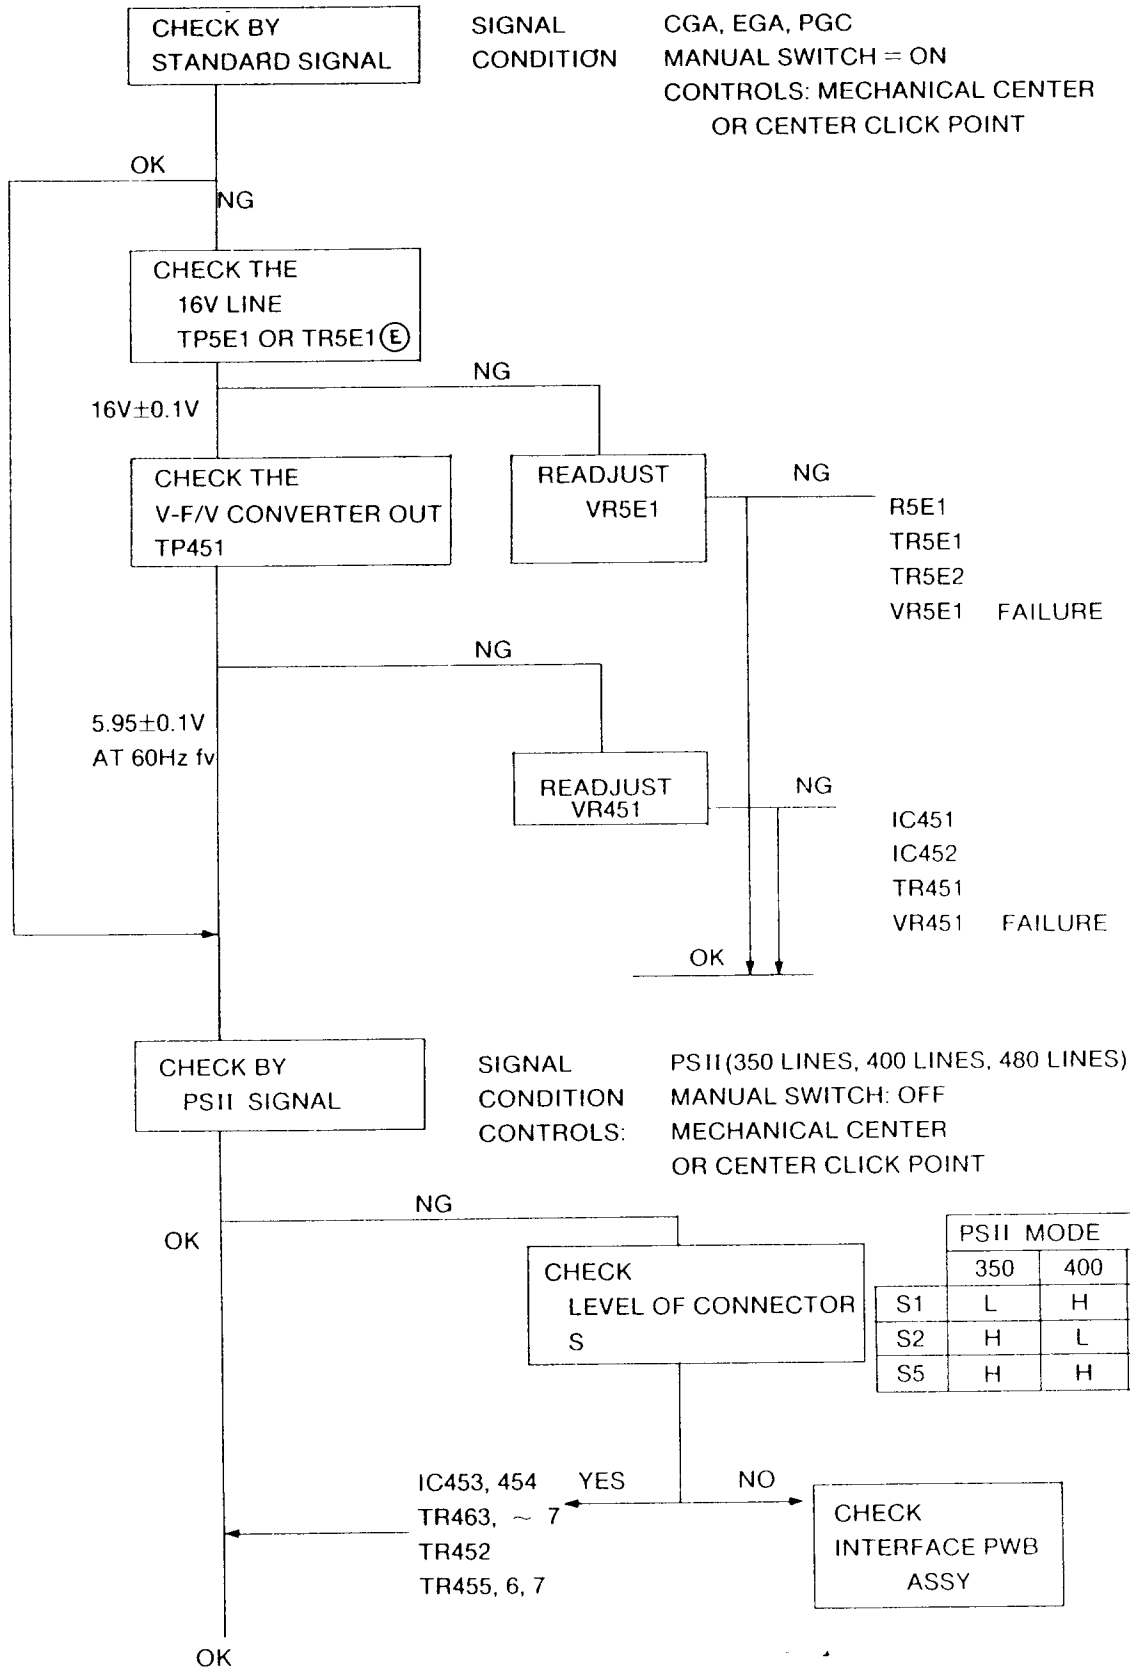 CHECK BY
STANDARD SIGNAL
SIGNAL CGA, EGA, PGC
CONDITION MANUAL SWITCH = ON
CONTROLS: MECHANICAL CENTER
OR CENTER CLICK POINT
OK
NG
CHECK THE
16V LINE
TP5E1 OR TR5E1 Ⓔ
NG
16V±0.1V
CHECK THE
V-F/V CONVERTER OUT
TP451
READJUST
VR5E1
NG
R5E1
TR5E1
TR5E2
VR5E1 FAILURE
NG
5.95±0.1V
AT 60Hz fv
READJUST
VR451
NG
IC451
IC452
TR451
VR451 FAILURE
OK
CHECK BY
PSII SIGNAL
SIGNAL PSII(350 LINES, 400 LINES, 480 LINES)
CONDITION MANUAL SWITCH: OFF
CONTROLS: MECHANICAL CENTER
OR CENTER CLICK POINT
NG
OK
CHECK
LEVEL OF CONNECTOR
S
PSII MODE
350 400
S1 L H
S2 H L
S5 H H
IC453, 454
TR463, ~ 7
TR452
TR455, 6, 7
YES
NO
CHECK
INTERFACE PWB
ASSY
OK